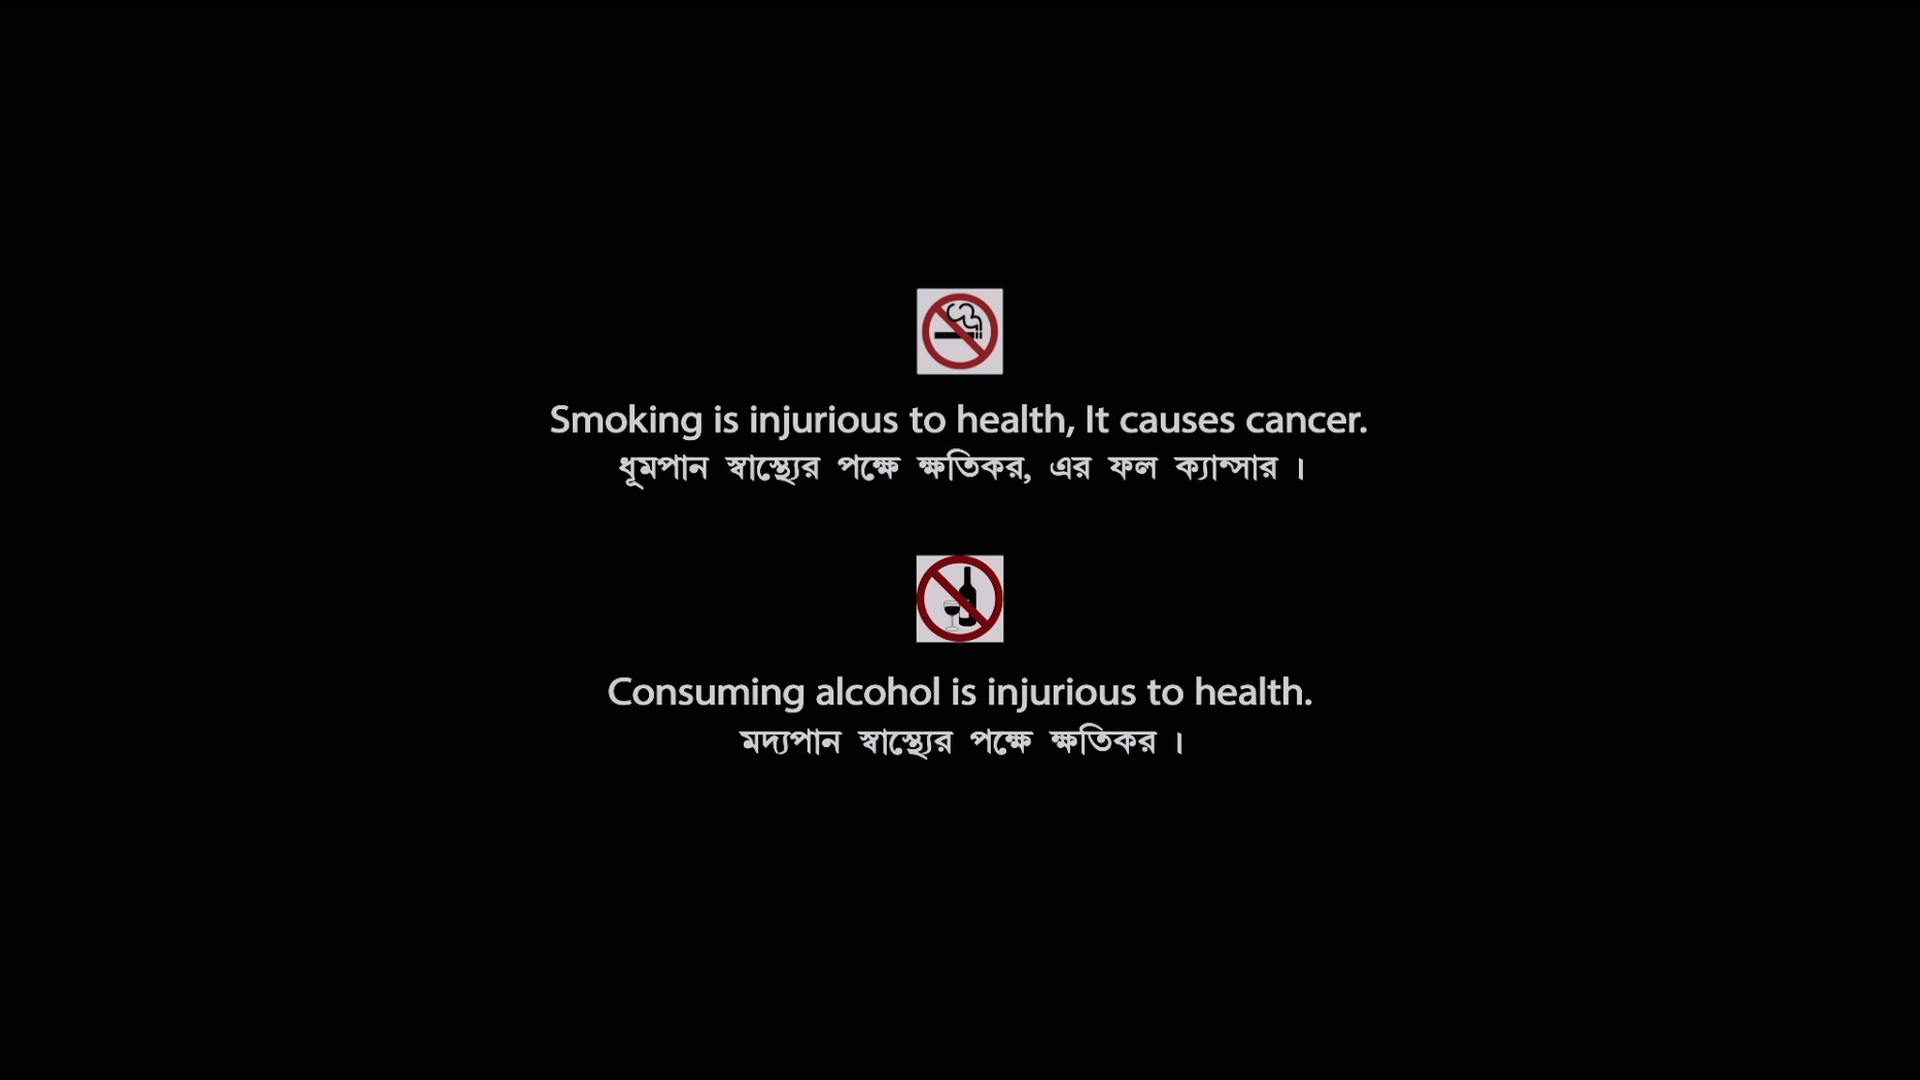 Smoking is injurious to health, It causes cancer.
ধূমপান স্বাস্থ্যের পক্ষে ক্ষতিকর, এর ফল ক্যান্সার ।
Consuming alcohol is injurious to health.
মদ্যপান স্বাস্থ্যের পক্ষে ক্ষতিকর ।